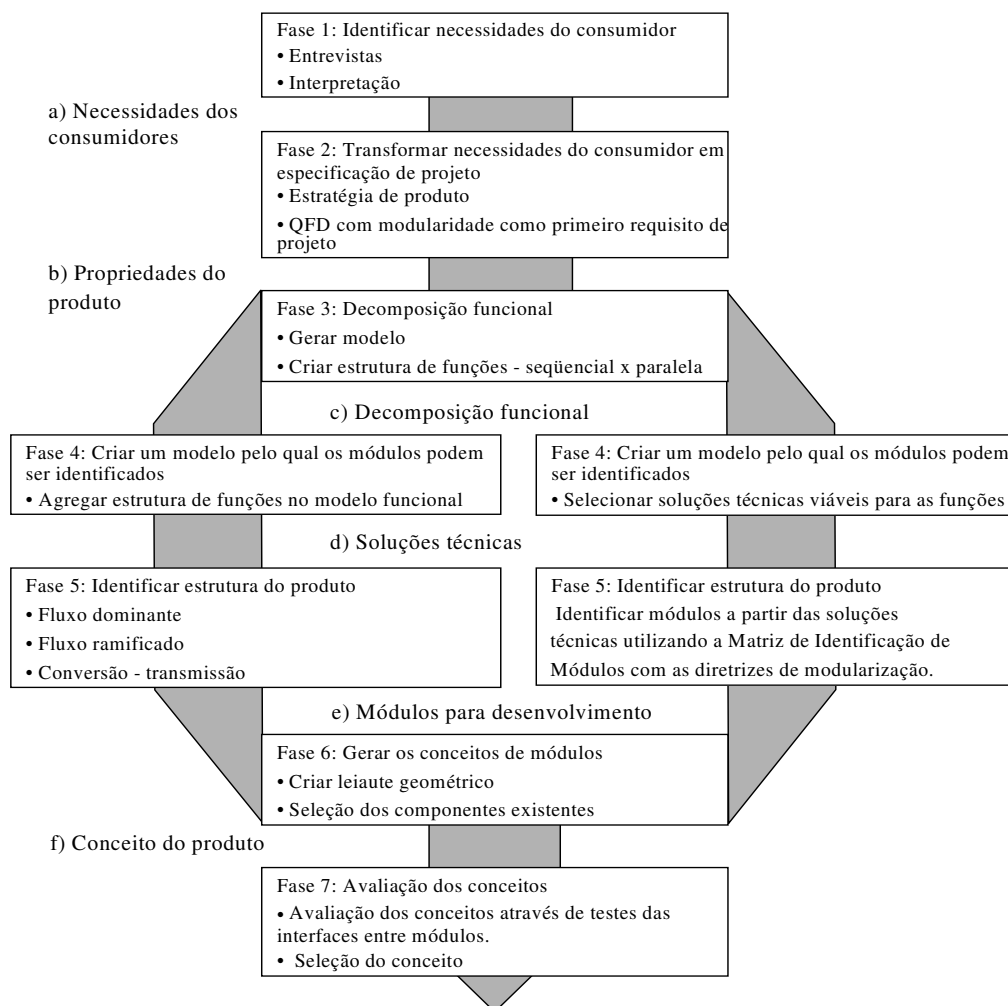 Fase 1: Identificar necessidades do consumidor
• Entrevistas
• Interpretação
a) Necessidades dos
consumidores
Fase 2: Transformar necessidades do consumidor em
especificação de projeto
• Estratégia de produto
• QFD com modularidade como primeiro requisito de
projeto
b) Propriedades do
produto
Fase 3: Decomposição funcional
• Gerar modelo
• Criar estrutura de funções - seqüencial x paralela
c) Decomposição funcional
Fase 4: Criar um modelo pelo qual os módulos podem
ser identificados
• Agregar estrutura de funções no modelo funcional
Fase 4: Criar um modelo pelo qual os módulos podem
ser identificados
• Selecionar soluções técnicas viáveis para as funções
d) Soluções técnicas
Fase 5: Identificar estrutura do produto
• Fluxo dominante
• Fluxo ramificado
• Conversão - transmissão
Fase 5: Identificar estrutura do produto
Identificar módulos a partir das soluções
técnicas utilizando a Matriz de Identificação de
Módulos com as diretrizes de modularização.
e) Módulos para desenvolvimento
Fase 6: Gerar os conceitos de módulos
• Criar leiaute geométrico
• Seleção dos componentes existentes
f) Conceito do produto
Fase 7: Avaliação dos conceitos
• Avaliação dos conceitos através de testes das
interfaces entre módulos.
• Seleção do conceito